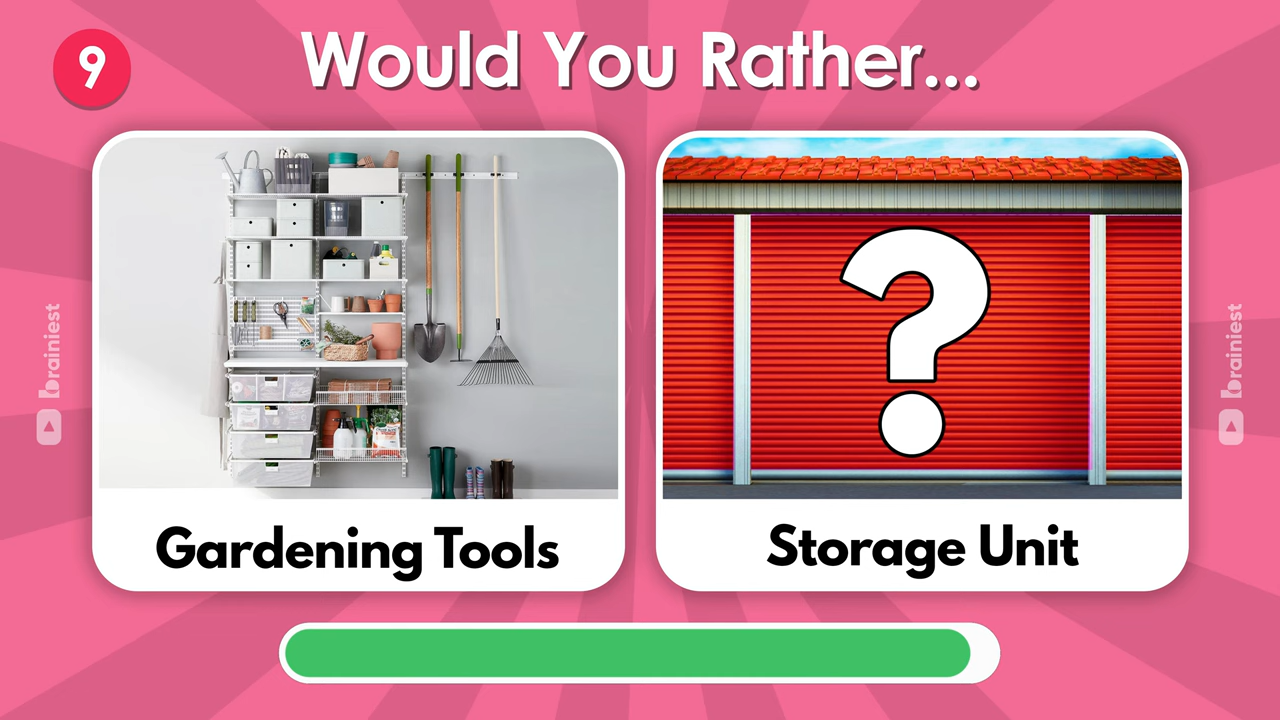 9
Would You Rather...
?
Gardening Tools
Storage Unit
brainiest
brainiest